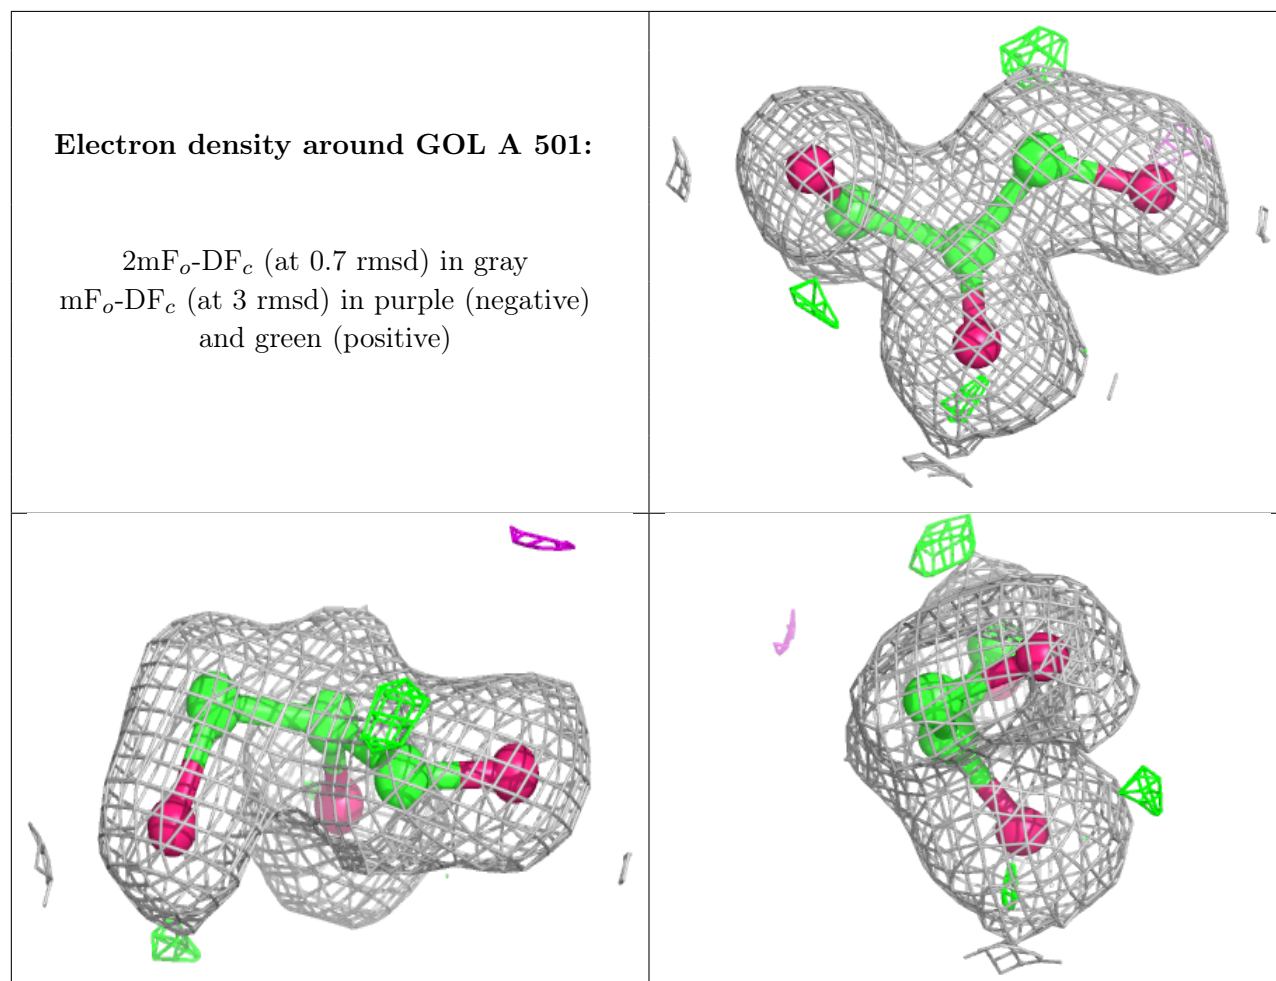 Electron density around GOL A 501:
2mFo-DFc (at 0.7 rmsd) in gray
mFo-DFc (at 3 rmsd) in purple (negative)
and green (positive)